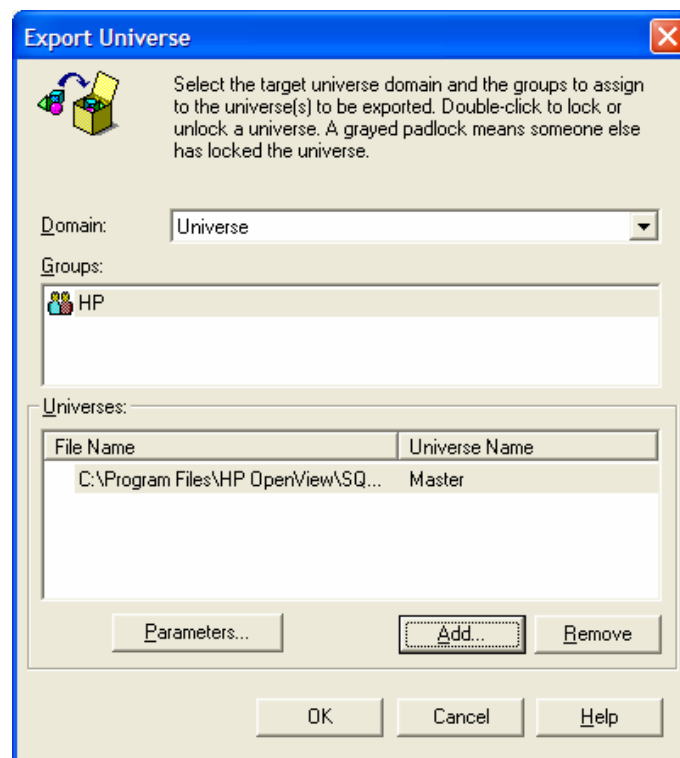 Export Universe
Select the target universe domain and the groups to assign
to the universe(s) to be exported. Double-click to lock or
unlock a universe. A grayed padlock means someone else
has locked the universe.
Domain:
Universe
Groups:
HP
Universes:
File Name Universe Name
C:\Program Files\HP OpenView\SQ... Master
Parameters... Add... Remove
OK Cancel Help